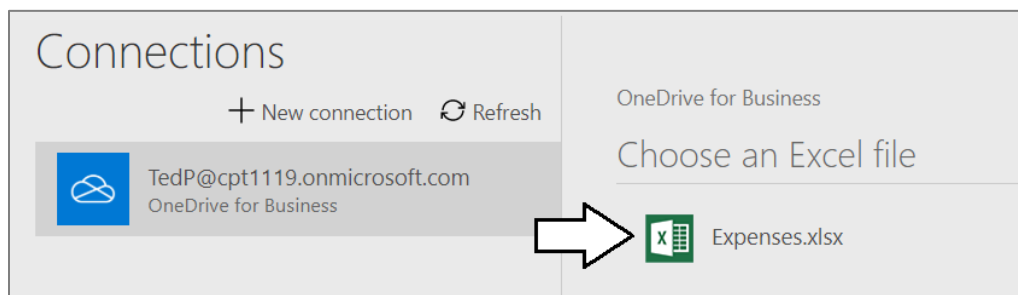 Connections
New connection Refresh
TedP@cpt1119.onmicrosoft.com
OneDrive for Business
OneDrive for Business
Choose an Excel file
Expenses.xlsx